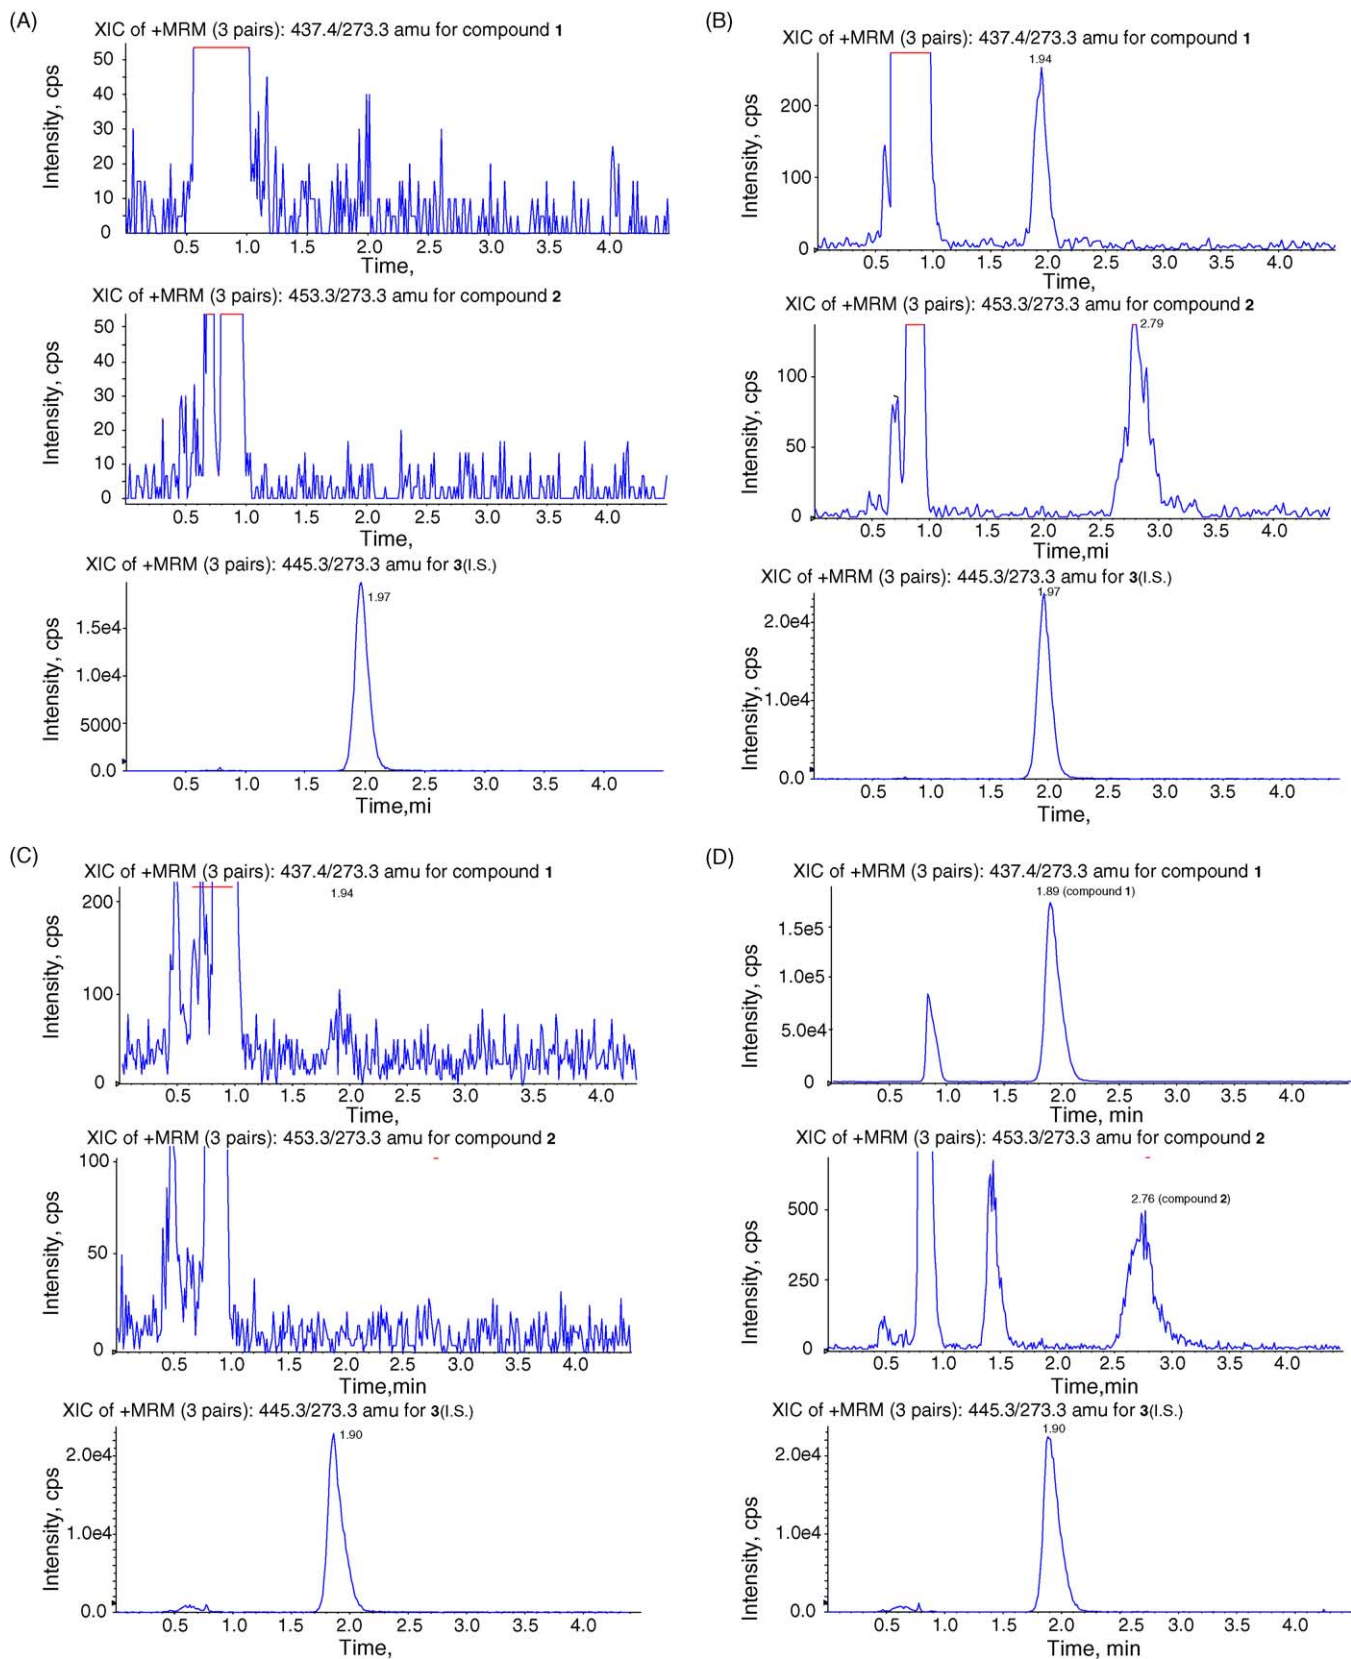 (A)
XIC of +MRM (3 pairs): 437.4/273.3 amu for compound 1
Intensity, cps
50
40
30
20
10
0
0.5 1.0 1.5 2.0 2.5 3.0 3.5 4.0
Time,
XIC of +MRM (3 pairs): 453.3/273.3 amu for compound 2
Intensity, cps
50
40
30
20
10
0
0.5 1.0 1.5 2.0 2.5 3.0 3.5 4.0
Time,
XIC of +MRM (3 pairs): 445.3/273.3 amu for 3(I.S.)
Intensity, cps
1.97
1.5e4
1.0e4
5000
0.0
0.5 1.0 1.5 2.0 2.5 3.0 3.5 4.0
Time,mi
(B)
XIC of +MRM (3 pairs): 437.4/273.3 amu for compound 1
Intensity, cps
1.94
200
100
0
0.5 1.0 1.5 2.0 2.5 3.0 3.5 4.0
Time,
XIC of +MRM (3 pairs): 453.3/273.3 amu for compound 2
Intensity, cps
2.79
100
50
0
0.5 1.0 1.5 2.0 2.5 3.0 3.5 4.0
Time,mi
XIC of +MRM (3 pairs): 445.3/273.3 amu for 3(I.S.)
Intensity, cps
1.97
2.0e4
1.0e4
0.0
0.5 1.0 1.5 2.0 2.5 3.0 3.5 4.0
Time,
(C)
XIC of +MRM (3 pairs): 437.4/273.3 amu for compound 1
Intensity, cps
1.94
200
100
0
0.5 1.0 1.5 2.0 2.5 3.0 3.5 4.0
Time,
XIC of +MRM (3 pairs): 453.3/273.3 amu for compound 2
Intensity, cps
100
50
0
0.5 1.0 1.5 2.0 2.5 3.0 3.5 4.0
Time,min
XIC of +MRM (3 pairs): 445.3/273.3 amu for 3(I.S.)
Intensity, cps
1.90
2.0e4
1.0e4
0.0
0.5 1.0 1.5 2.0 2.5 3.0 3.5 4.0
Time,
(D)
XIC of +MRM (3 pairs): 437.4/273.3 amu for compound 1
Intensity, cps
1.89 (compound 1)
1.5e5
1.0e5
5.0e4
0
0.5 1.0 1.5 2.0 2.5 3.0 3.5 4.0
Time, min
XIC of +MRM (3 pairs): 453.3/273.3 amu for compound 2
Intensity, cps
2.76 (compound 2)
500
250
0
0.5 1.0 1.5 2.0 2.5 3.0 3.5 4.0
Time,min
XIC of +MRM (3 pairs): 445.3/273.3 amu for 3(I.S.)
Intensity, cps
1.90
2.0e4
1.0e4
0.0
0.5 1.0 1.5 2.0 2.5 3.0 3.5 4.0
Time, min